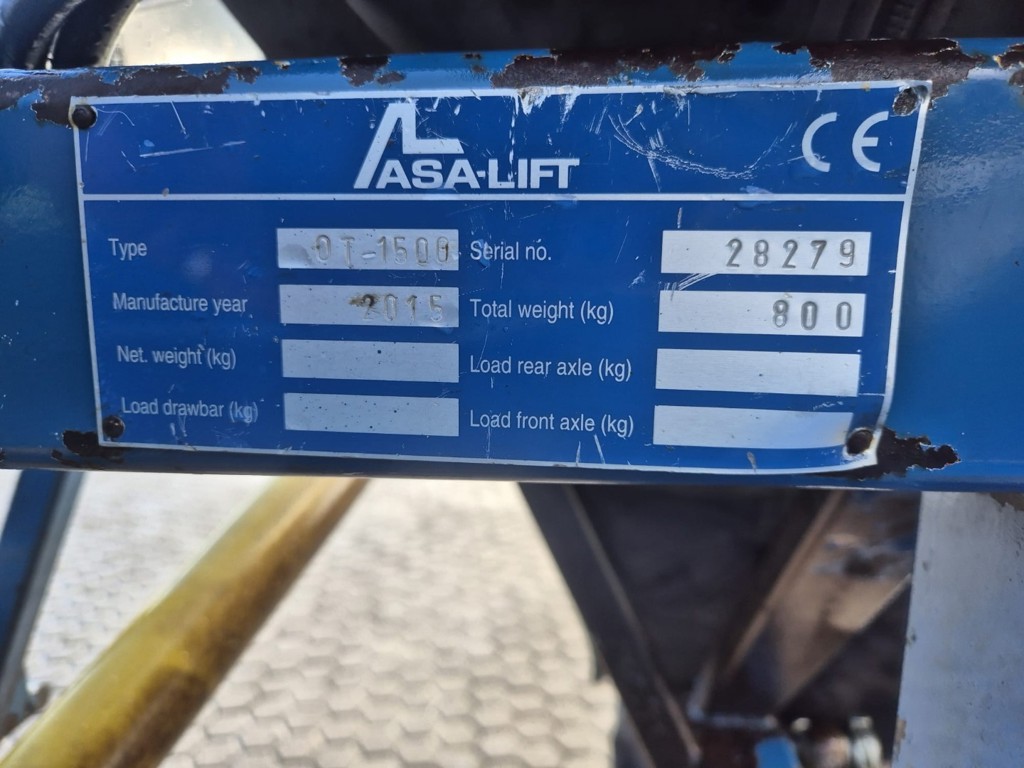 ASA-LIFT CE
Type OT-1500 Serial no. 28279
Manufacture year 2015 Total weight (kg) 800
Net. weight (kg) Load rear axle (kg)
Load drawbar (kg) Load front axle (kg)